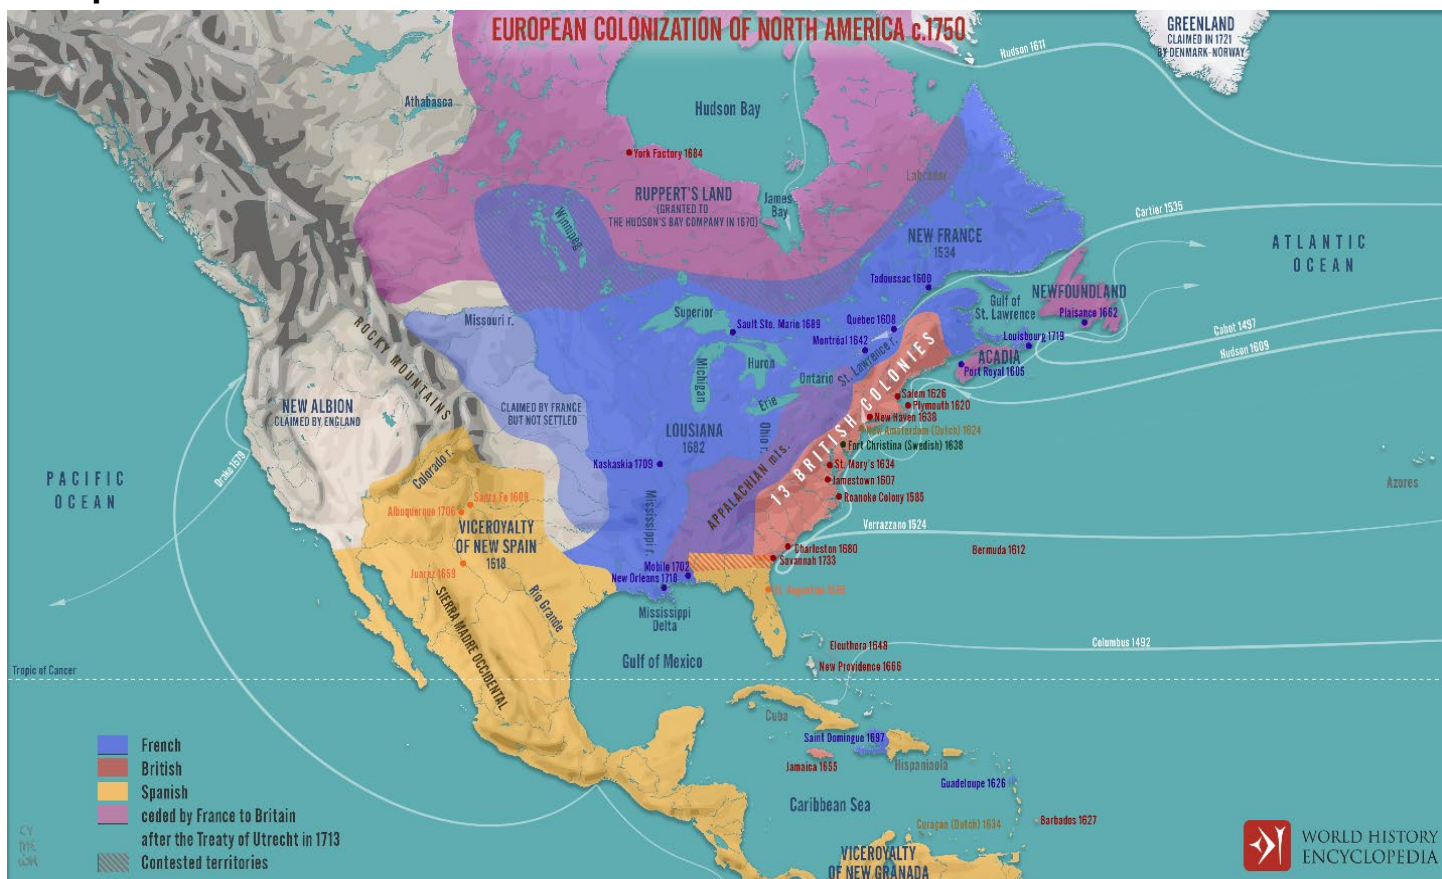 EUROPEAN COLONIZATION OF NORTH AMERICA c.1750
GREENLAND
CLAIMED IN 1721
BY DENMARK-NORWAY
Hudson 1611
Athabasca
Hudson Bay
York Factory 1684
RUPPERT'S LAND
(GRANTED TO
THE HUDSON'S BAY COMPANY IN 1670)
James
Bay
Labrador
Winnipeg
Cartier 1535
NEW FRANCE
1534
ATLANTIC
OCEAN
Tadoussac 1600
Gulf of
St. Lawrence
NEWFOUNDLAND
Plaisance 1662
Missouri r.
Superior
Sault Ste. Marie 1689
Québec 1608
Montréal 1642
St. Lawrence r.
Louisbourg 1719
ACADIA
Port Royal 1605
Cabot 1497
Hudson 1609
ROCKY MOUNTAINS
Michigan
Huron
Ontario
Erie
13 BRITISH COLONIES
Salem 1626
Plymouth 1620
New Haven 1638
New Amsterdam (Dutch) 1624
Fort Christina (Swedish) 1638
NEW ALBION
CLAIMED BY ENGLAND
CLAIMED BY FRANCE
BUT NOT SETTLED
LOUSIANA
1682
Ohio r.
APPALACHIAN mts.
Kaskaskia 1709
St. Mary's 1634
Jamestown 1607
Roanoke Colony 1585
Drake 1579
PACIFIC
OCEAN
Colorado r.
Santa Fe 1608
Albuquerque 1706
VICEROYALTY
OF NEW SPAIN
1518
Juarez 1659
Mississippi r.
Azores
Verrazzano 1524
Charleston 1680
Savannah 1733
Bermuda 1612
Mobile 1702
New Orleans 1718
St. Augustine 1565
Rio Grande
SIERRA MADRE OCCIDENTAL
Mississippi
Delta
Gulf of Mexico
Eleuthera 1648
New Providence 1666
Columbus 1492
Tropic of Cancer
Cuba
Saint Domingue 1697
Hispaniola
Jamaica 1655
Guadeloupe 1626
Caribbean Sea
Curaçao (Dutch) 1634
Barbados 1627
VICEROYALTY
OF NEW GRANADA
French
British
Spanish
ceded by France to Britain
after the Treaty of Utrecht in 1713
Contested territories
WORLD HISTORY
ENCYCLOPEDIA